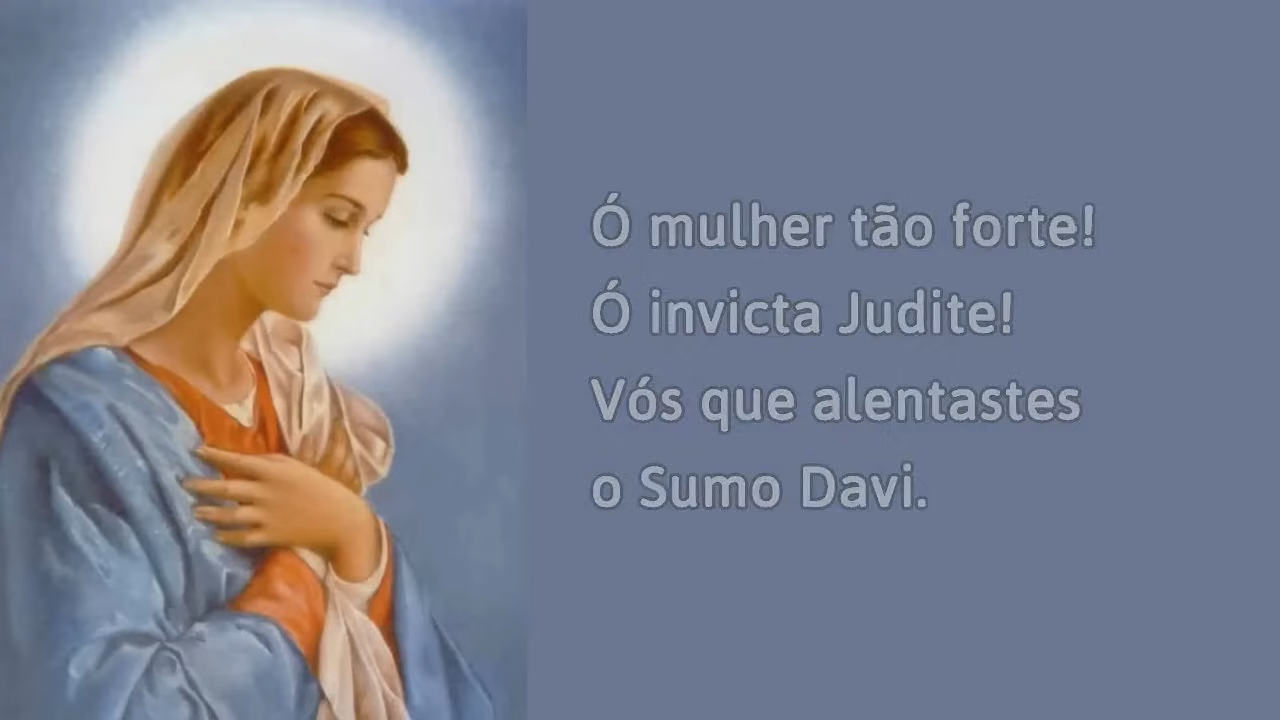 Ó mulher tão forte!
Ó invicta Judite!
Vós que alentastes
o Sumo Davi.